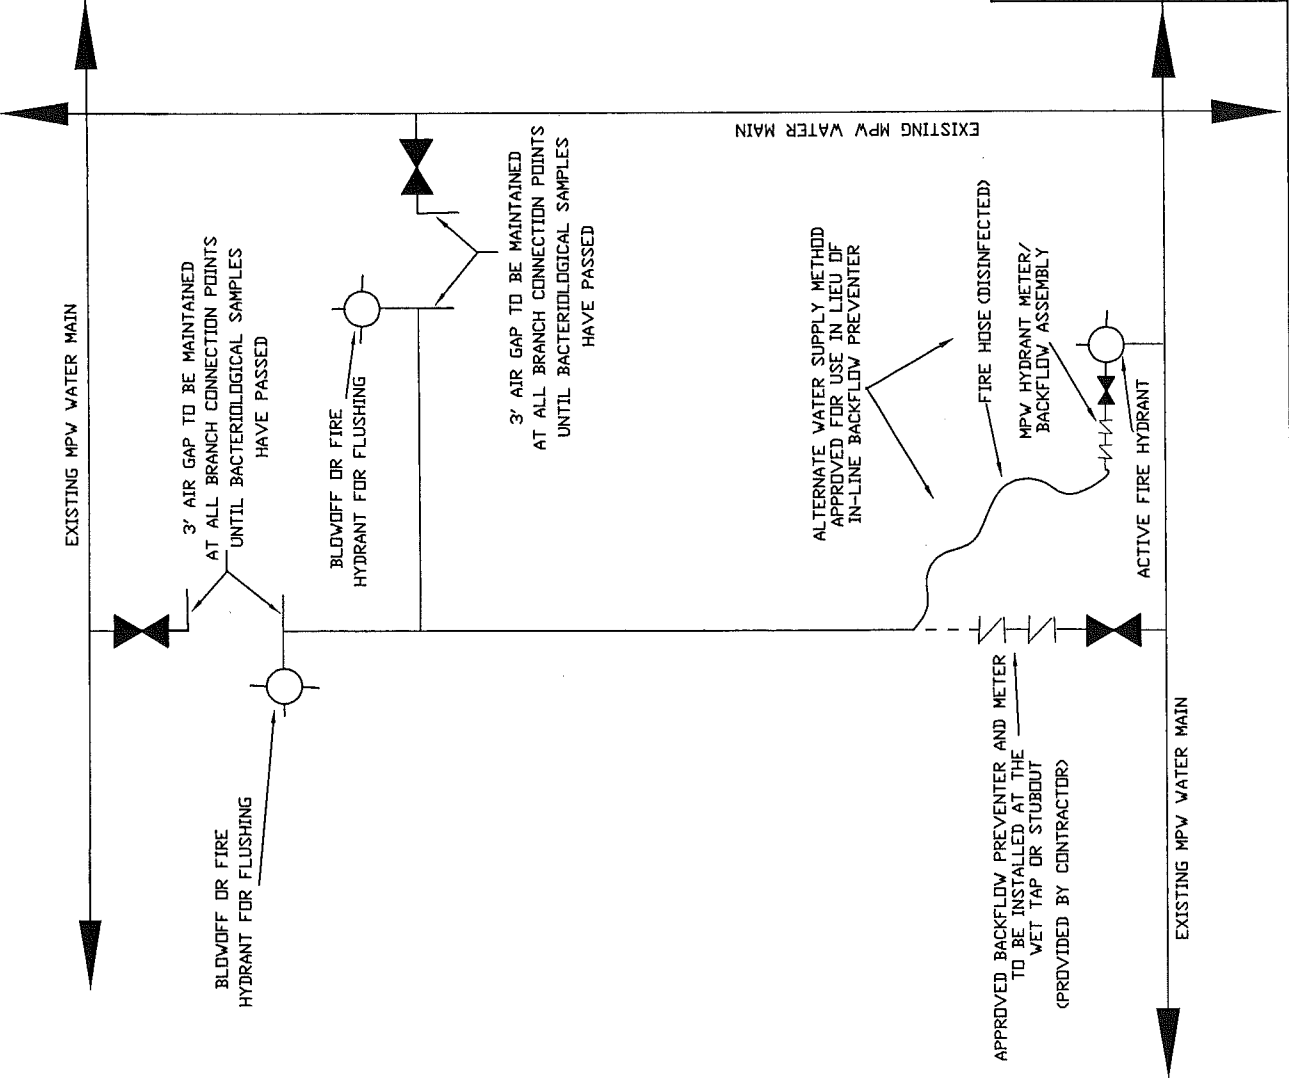 EXISTING MPW WATER MAIN
3' AIR GAP TO BE MAINTAINED
AT ALL BRANCH CONNECTION POINTS
UNTIL BACTERIOLOGICAL SAMPLES
HAVE PASSED
BLOWOFF OR FIRE
HYDRANT FOR FLUSHING
BLOWOFF OR FIRE
HYDRANT FOR FLUSHING
3' AIR GAP TO BE MAINTAINED
AT ALL BRANCH CONNECTION POINTS
UNTIL BACTERIOLOGICAL SAMPLES
HAVE PASSED
EXISTING MPW WATER MAIN
ALTERNATE WATER SUPPLY METHOD
APPROVED FOR USE IN LIEU OF
IN-LINE BACKFLOW PREVENTER
FIRE HOSE (DISINFECTED)
MPW HYDRANT METER/
BACKFLOW ASSEMBLY
ACTIVE FIRE HYDRANT
APPROVED BACKFLOW PREVENTER AND METER
TO BE INSTALLED AT THE
WET TAP OR STUBOUT
(PROVIDED BY CONTRACTOR)
EXISTING MPW WATER MAIN